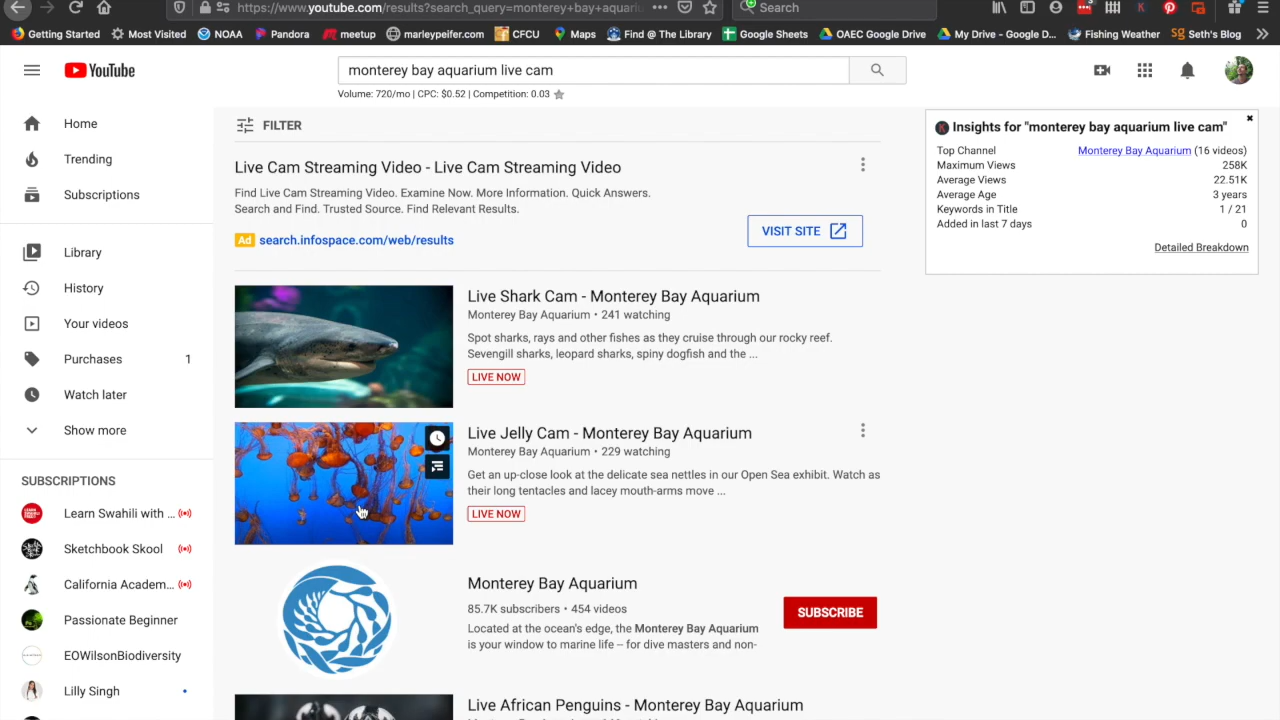 https://www.youtube.com/results?search_query=monterey+bay+aquari
Search
Getting Started
Most Visited
NOAA
Pandora
meetup
marleypeifer.com
CFCU
Maps
Find @ The Library
Google Sheets
OAEC Google Drive
My Drive - Google D...
Fishing Weather
SG Seth's Blog
YouTube
monterey bay aquarium live cam
Volume: 720/mo | CPC: $0.52 | Competition: 0.03
Home
Trending
Subscriptions
Library
History
Your videos
Purchases 1
Watch later
Show more
SUBSCRIPTIONS
Learn Swahili with ...
Sketchbook Skool
California Academ...
Passionate Beginner
EOWilsonBiodiversity
Lilly Singh
FILTER
Live Cam Streaming Video - Live Cam Streaming Video
Find Live Cam Streaming Video. Examine Now. More Information. Quick Answers.
Search and Find. Trusted Source. Find Relevant Results.
Ad search.infospace.com/web/results
VISIT SITE
Live Shark Cam - Monterey Bay Aquarium
Monterey Bay Aquarium • 241 watching
Spot sharks, rays and other fishes as they cruise through our rocky reef.
Sevengill sharks, leopard sharks, spiny dogfish and the ...
LIVE NOW
Live Jelly Cam - Monterey Bay Aquarium
Monterey Bay Aquarium • 229 watching
Get an up-close look at the delicate sea nettles in our Open Sea exhibit. Watch as
their long tentacles and lacey mouth-arms move ...
LIVE NOW
Monterey Bay Aquarium
85.7K subscribers • 454 videos
Located at the ocean's edge, the Monterey Bay Aquarium
is your window to marine life – for dive masters and non-
SUBSCRIBE
Live African Penguins - Monterey Bay Aquarium
Insights for "monterey bay aquarium live cam"
Top Channel Monterey Bay Aquarium (16 videos)
Maximum Views 258K
Average Views 22.51K
Average Age 3 years
Keywords in Title 1 / 21
Added in last 7 days 0
Detailed Breakdown